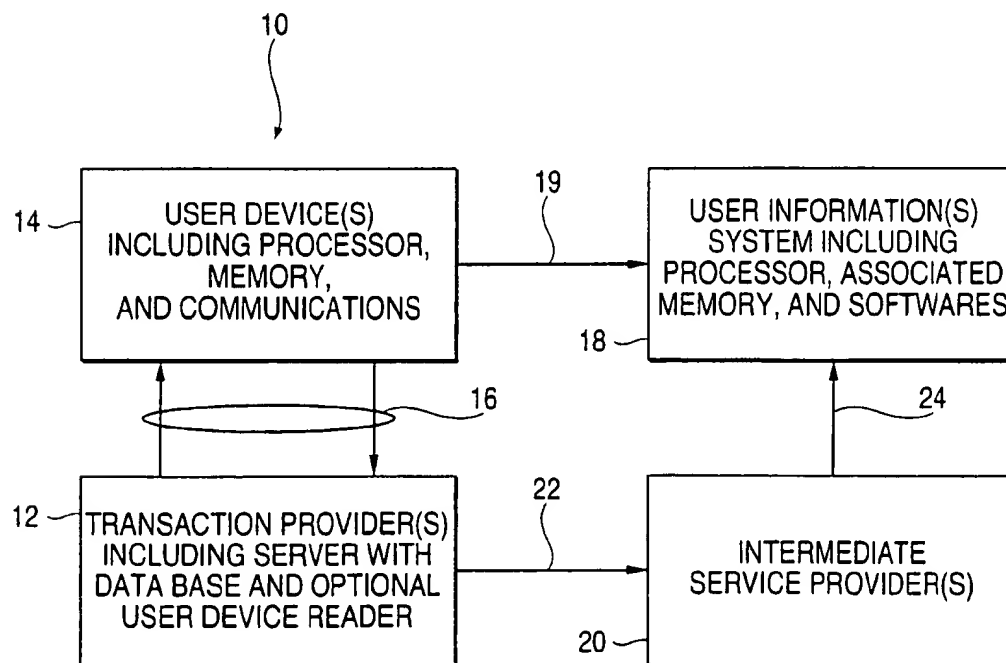 10
14
USER DEVICE(S)
INCLUDING PROCESSOR,
MEMORY,
AND COMMUNICATIONS
19
USER INFORMATION(S)
SYSTEM INCLUDING
PROCESSOR, ASSOCIATED
MEMORY, AND SOFTWARES
18
16
24
12
TRANSACTION PROVIDER(S)
INCLUDING SERVER WITH
DATA BASE AND OPTIONAL
USER DEVICE READER
22
INTERMEDIATE
SERVICE PROVIDER(S)
20